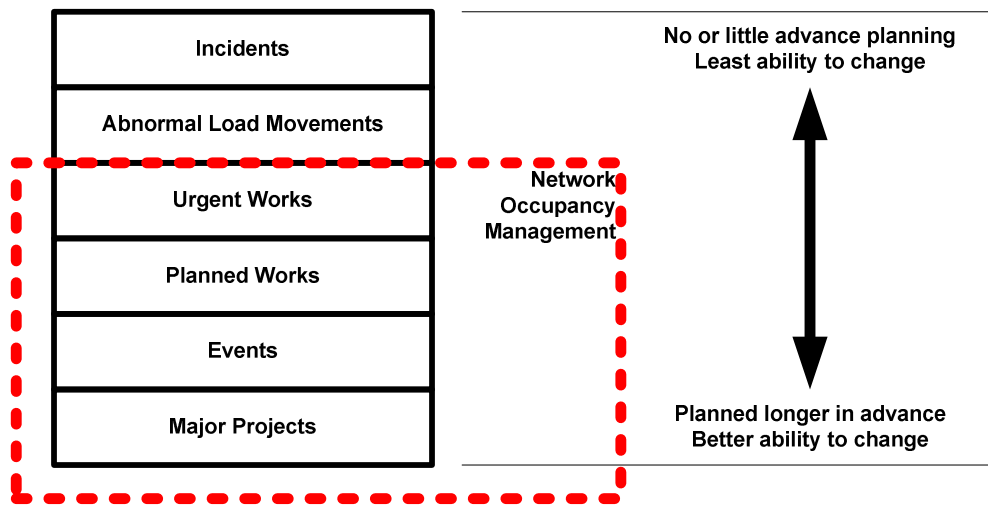 Incidents
Abnormal Load Movements
Urgent Works
Planned Works
Events
Major Projects
Network
Occupancy
Management
No or little advance planning
Least ability to change
Planned longer in advance
Better ability to change